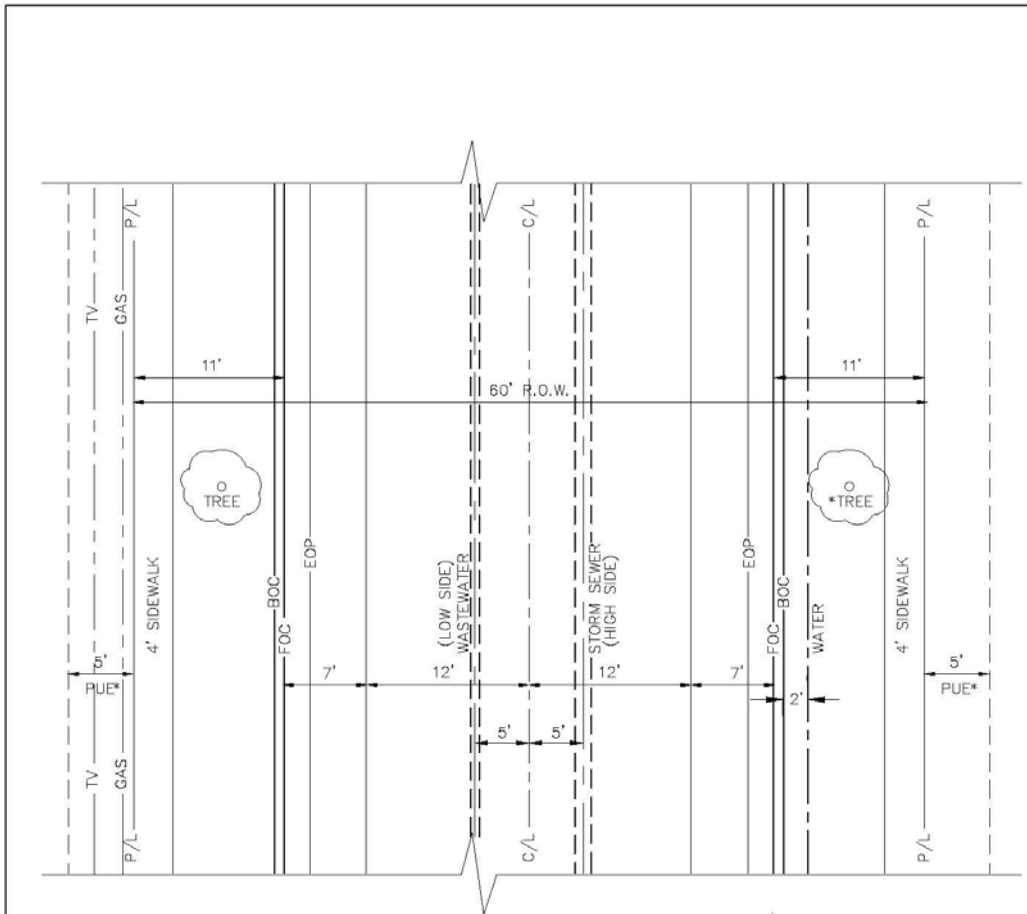 P/L
C/L
P/L
TV
GAS
11'
11'
60' R.O.W.
TREE
*TREE
4' SIDEWALK
BOC
FOC
EOP
(LOW SIDE)
WASTEWATER
STORM SEWER
(HIGH SIDE)
EOP
FOC
BOC
WATER
4' SIDEWALK
5'
PUE*
7'
12'
12'
7'
2'
5'
PUE*
5'
5'
TV
GAS
P/L
C/L
P/L